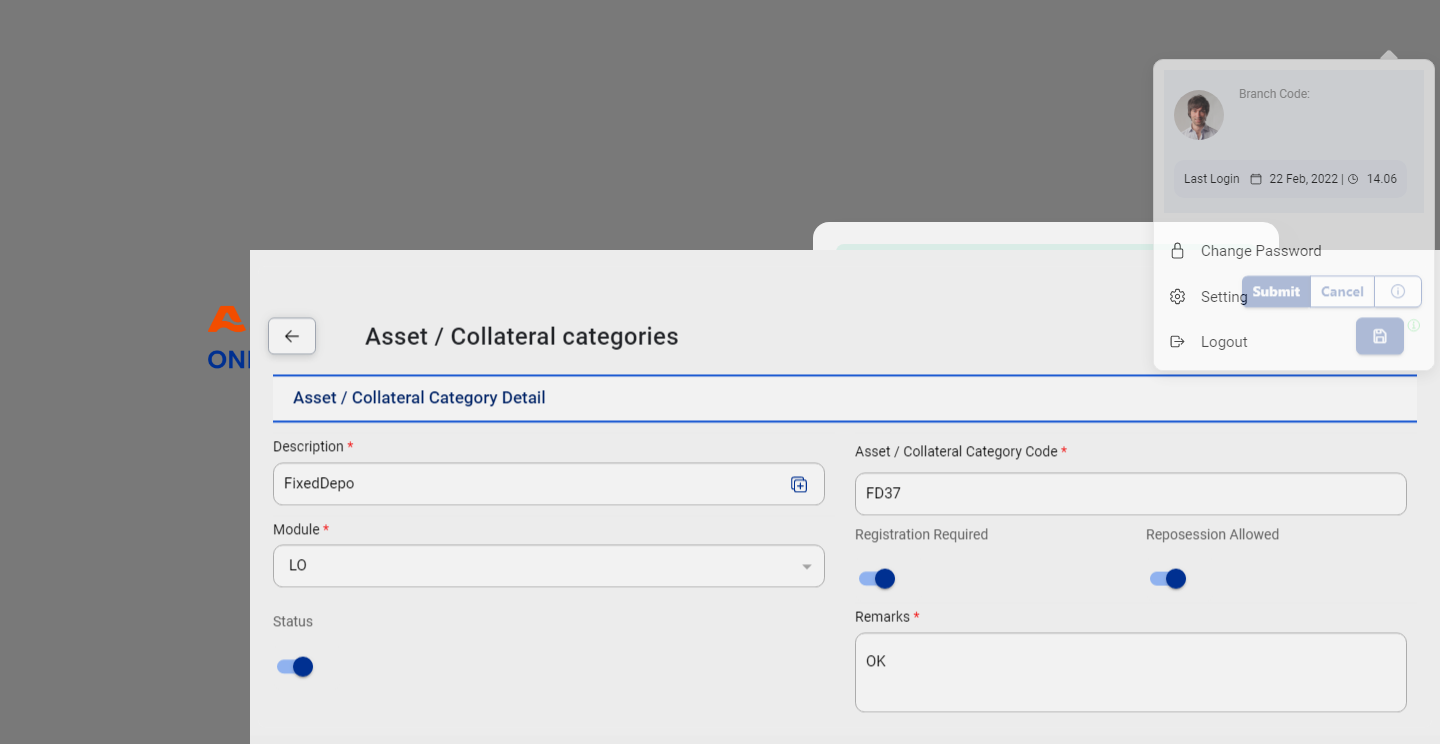 Branch Code:
Last Login 22 Feb, 2022 | 14.06
Change Password
Setting
Submit Cancel
Logout
Asset / Collateral categories
Asset / Collateral Category Detail
Description *
FixedDepo
Module *
LO
Status
Asset / Collateral Category Code *
FD37
Registration Required
Reposession Allowed
Remarks *
OK